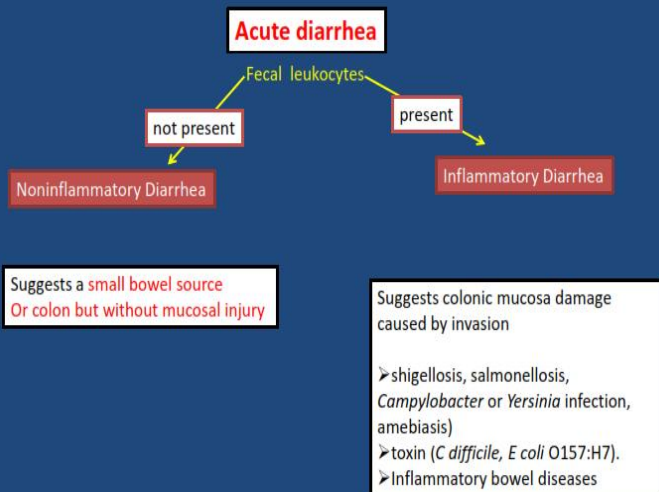 Acute diarrhea
Fecal leukocytes
not present
present
Noninflammatory Diarrhea
Inflammatory Diarrhea
Suggests a small bowel source
Or colon but without mucosal injury
Suggests colonic mucosa damage
caused by invasion
➢shigellosis, salmonellosis,
Campylobacter or Yersinia infection,
amebiasis)
➢toxin (C difficile, E coli O157:H7).
➢Inflammatory bowel diseases